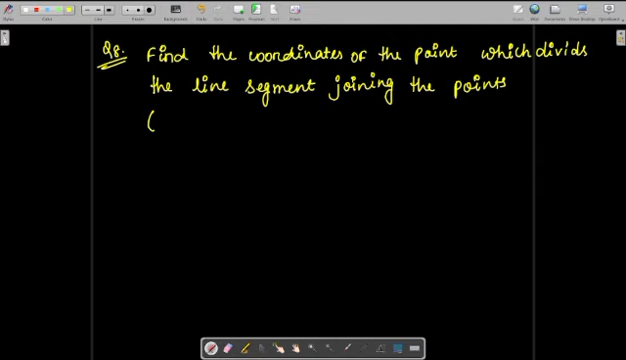 Q8. Find the coordinates of the point which divids
the line segment joining the points
(